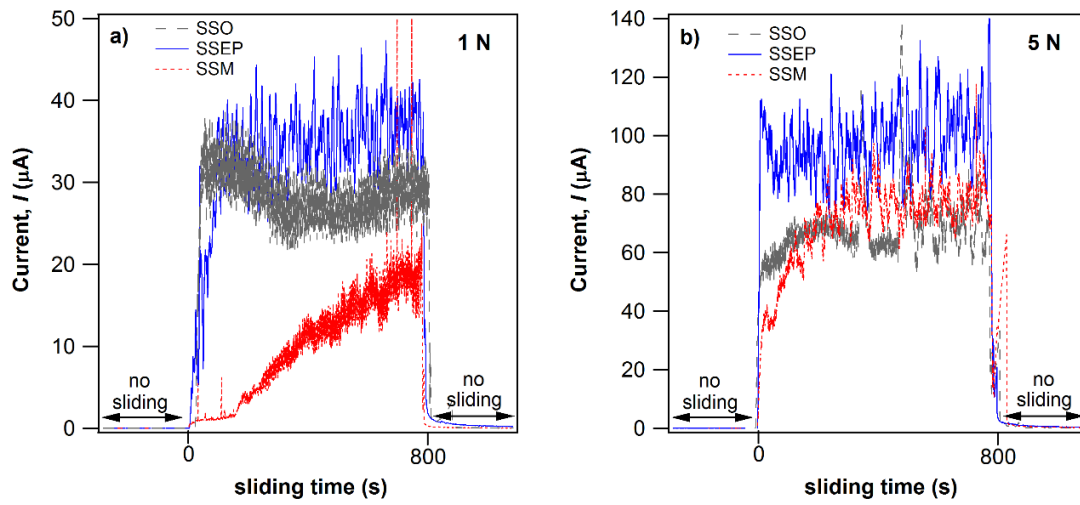 a)
SSO
SSEP
SSM
1 N
50
40
30
20
10
0
Current, I (μA)
no
sliding
no
sliding
0
800
sliding time (s)
b)
SSO
SSEP
SSM
5 N
140
120
100
80
60
40
20
0
Current, I (μA)
no
sliding
no
sliding
0
800
sliding time (s)